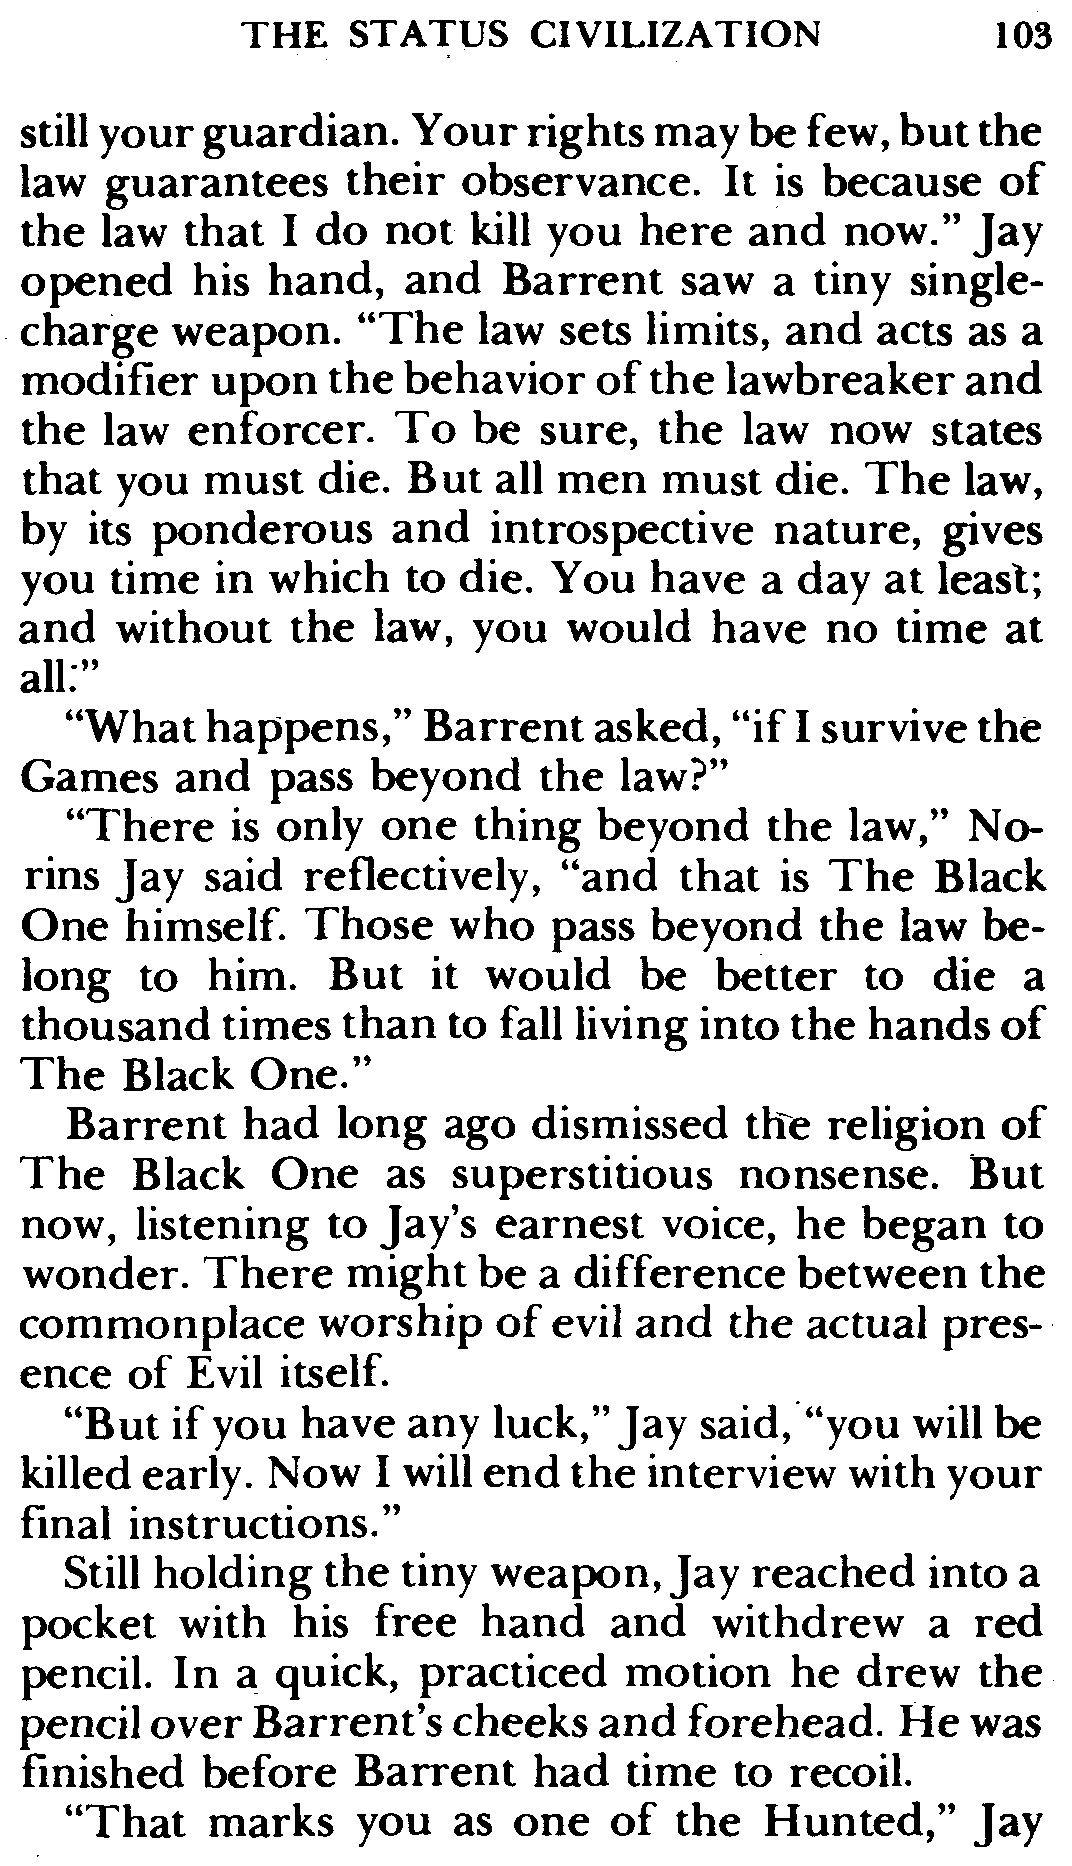 THE STATUS CIVILIZATION 103
still your guardian. Your rights may be few, but the
law guarantees their observance. It is because of
the law that I do not kill you here and now.” Jay
opened his hand, and Barrent saw a tiny single-
charge weapon. “The law sets limits, and acts as a
modifier upon the behavior of the lawbreaker and
the law enforcer. To be sure, the law now states
that you must die. But all men must die. The law,
by its ponderous and introspective nature, gives
you time in which to die. You have a day at least;
and without the law, you would have no time at
all.”
“What happens,” Barrent asked, “if I survive the
Games and pass beyond the law?”
“There is only one thing beyond the law,” No-
rins Jay said reflectively, “and that is The Black
One himself. Those who pass beyond the law be-
long to him. But it would be better to die a
thousand times than to fall living into the hands of
The Black One.”
Barrent had long ago dismissed the religion of
The Black One as superstitious nonsense. But
now, listening to Jay’s earnest voice, he began to
wonder. There might be a difference between the
commonplace worship of evil and the actual pres-
ence of Evil itself.
“But if you have any luck,” Jay said, “you will be
killed early. Now I will end the interview with your
final instructions.”
Still holding the tiny weapon, Jay reached into a
pocket with his free hand and withdrew a red
pencil. In a quick, practiced motion he drew the
pencil over Barrent’s cheeks and forehead. He was
finished before Barrent had time to recoil.
“That marks you as one of the Hunted,” Jay